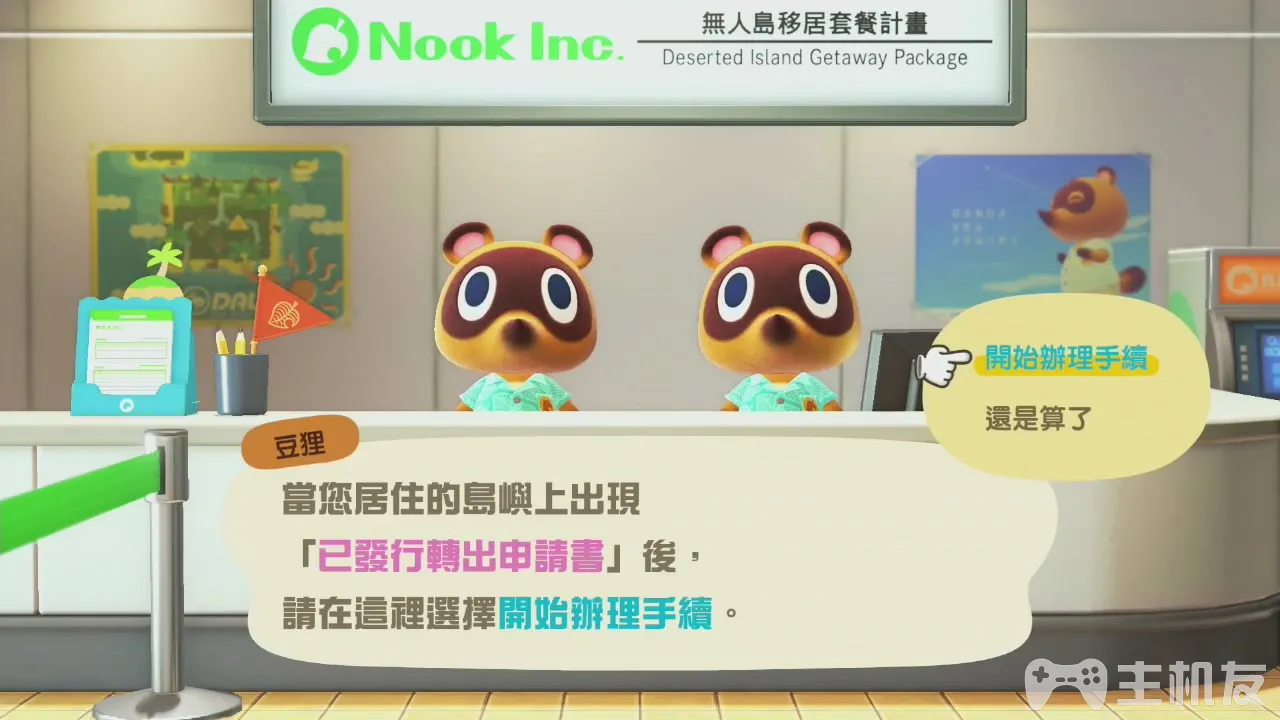 Nook Inc.
無人島移居套餐計畫
Deserted Island Getaway Package
開始辦理手續
還是算了
豆狸
當您居住的島嶼上出現
「已發行轉出申請書」後，
請在這裡選擇開始辦理手續。
主机友